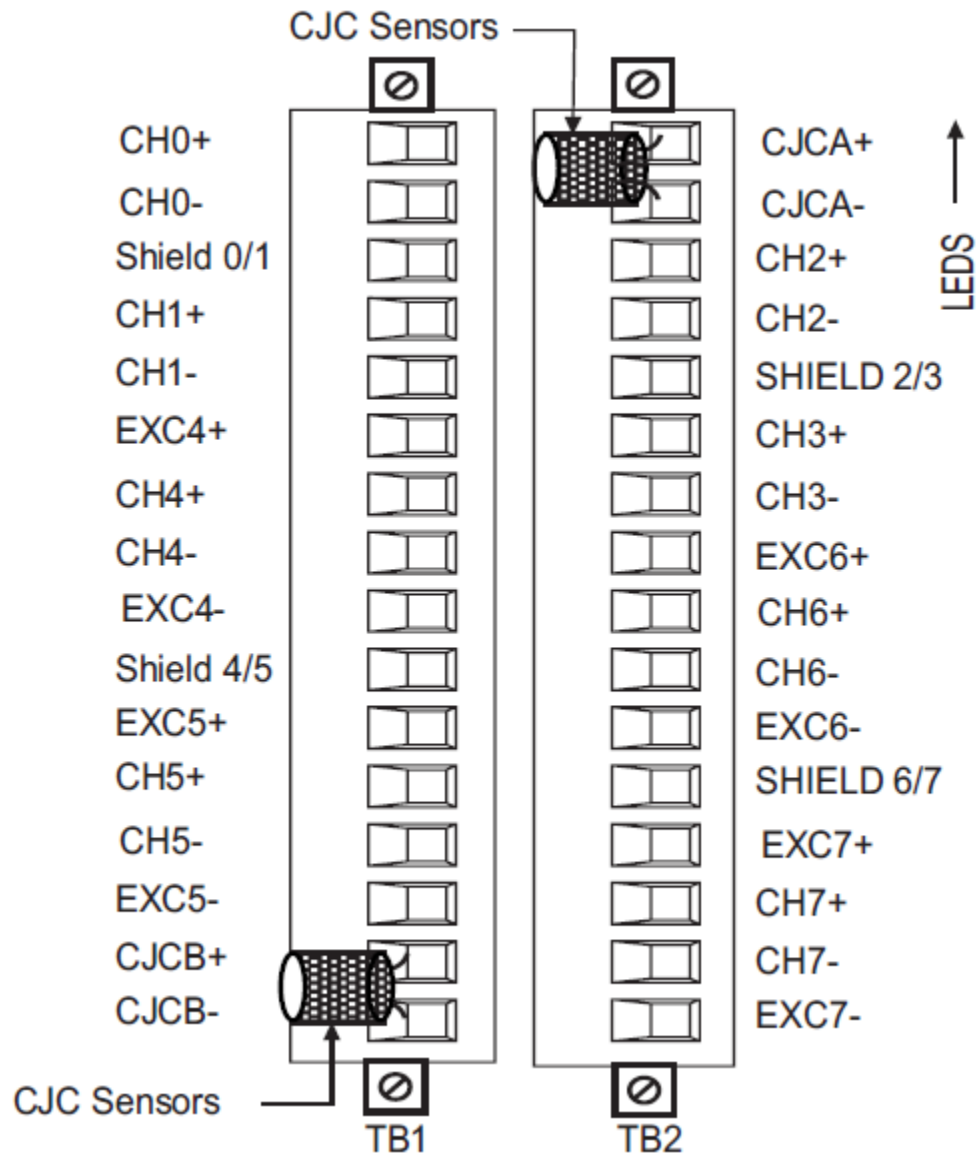 CJC Sensors
CH0+
CH0-
Shield 0/1
CH1+
CH1-
EXC4+
CH4+
CH4-
EXC4-
Shield 4/5
EXC5+
CH5+
CH5-
EXC5-
CJCB+
CJCB-
CJC Sensors
TB1
CJCA+
CJCA-
CH2+
CH2-
SHIELD 2/3
CH3+
CH3-
EXC6+
CH6+
CH6-
EXC6-
SHIELD 6/7
EXC7+
CH7+
CH7-
EXC7-
TB2
LEDS